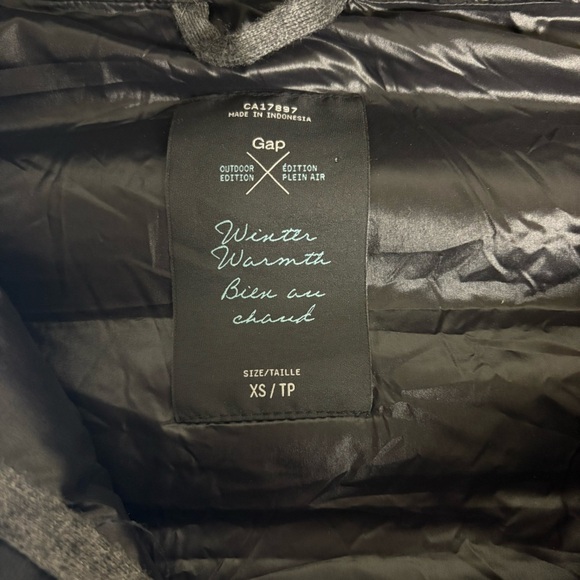 CA17897
MADE IN INDONESIA
Gap
OUTDOOR EDITION
ÉDITION PLEIN AIR
Winter
Warmth
Bien au
chaud
SIZE/TAILLE
XS / TP